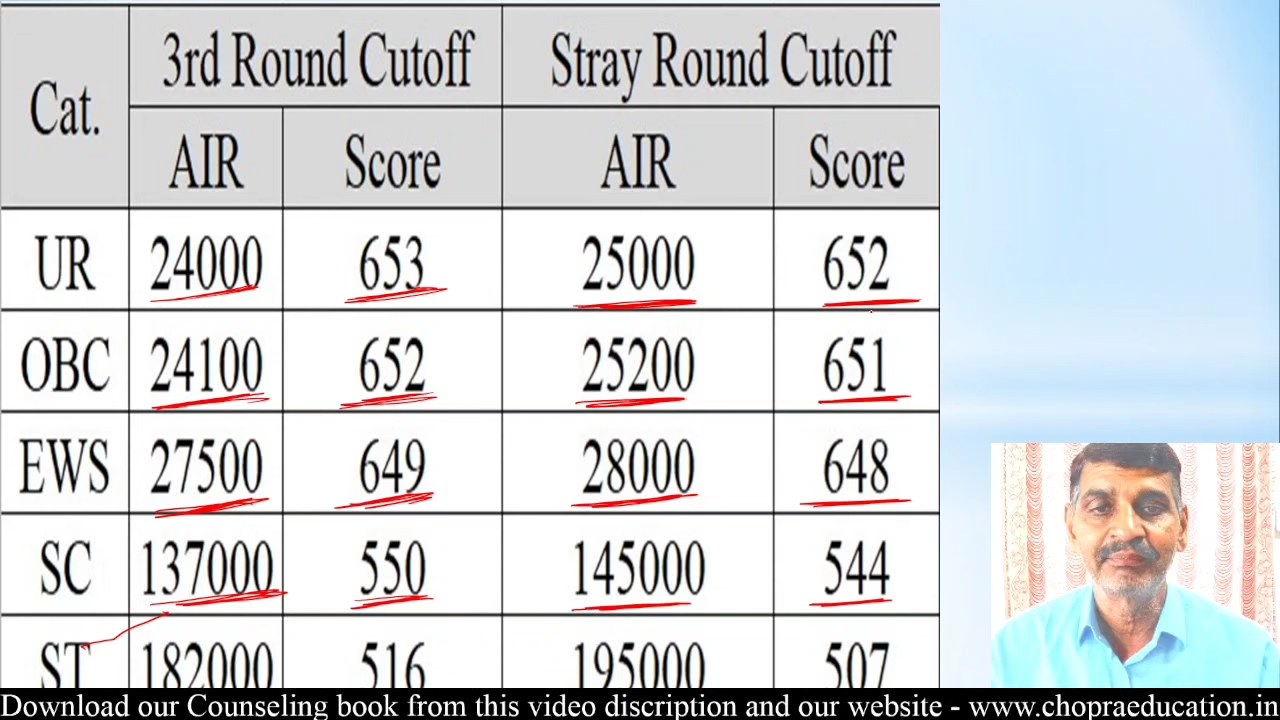 Cat. 3rd Round Cutoff Stray Round Cutoff
AIR Score AIR Score
UR 24000 653 25000 652
OBC 24100 652 25200 651
EWS 27500 649 28000 648
SC 137000 550 145000 544
ST 182000 516 195000 507
Download our Counseling book from this video discription and our website - www.chopraeducation.in